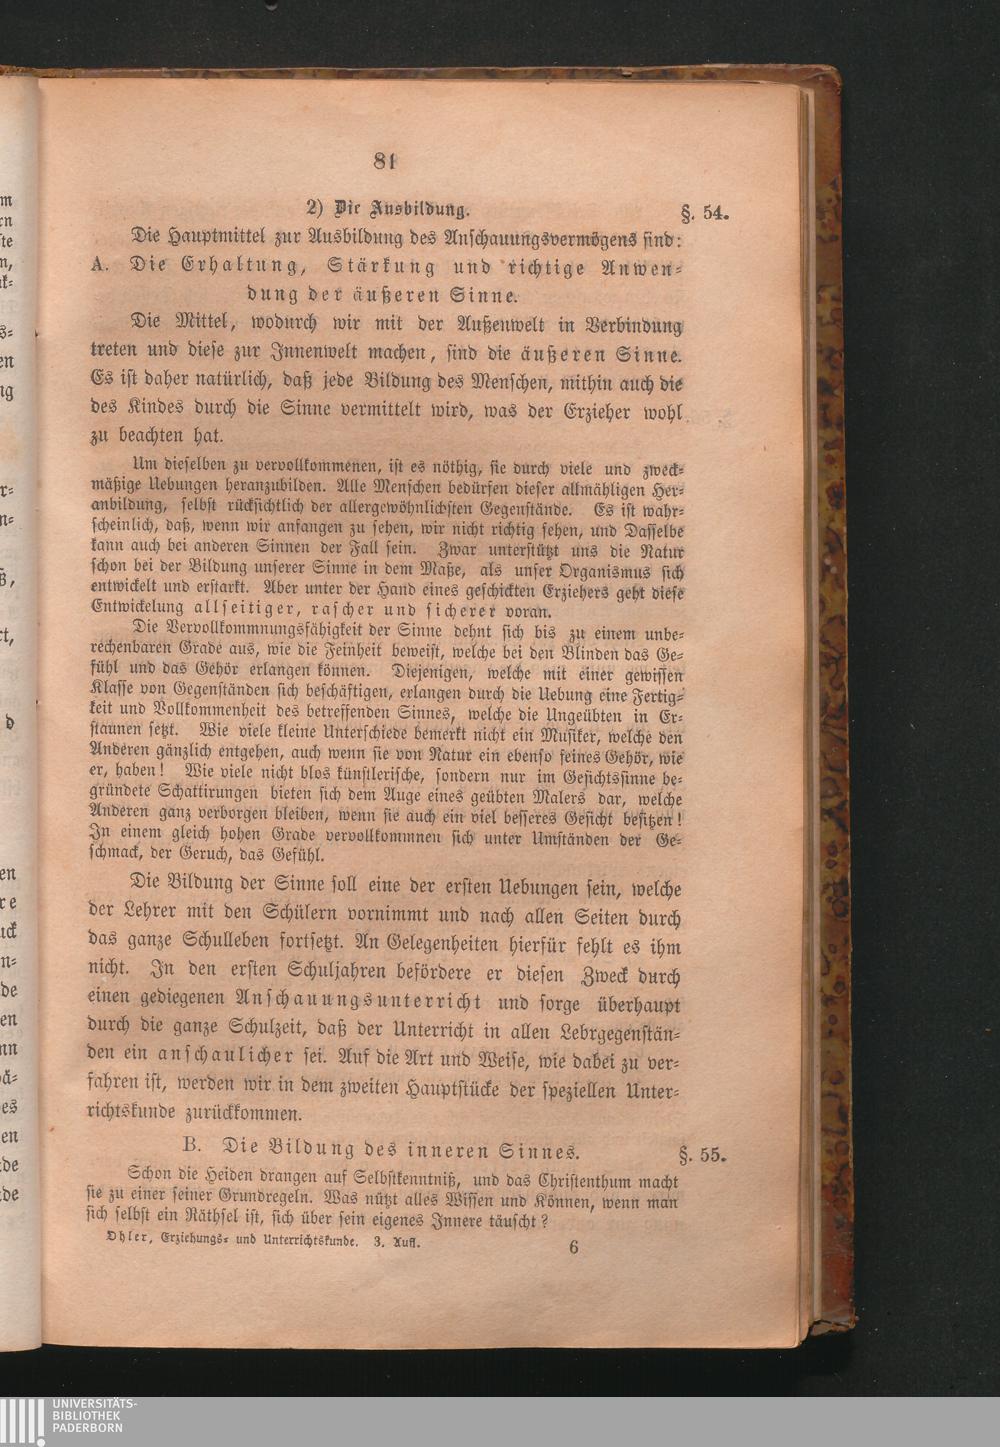 81
2) Die Ausbildung. §. 54.
Die Hauptmittel zur Ausbildung des Anschauungsvermögens sind:
A. Die Erhaltung, Stärkung und richtige Anwen-
dung der äußeren Sinne.
Die Mittel, wodurch wir mit der Außenwelt in Verbindung
treten und diese zur Innenwelt machen, sind die äußeren Sinne.
Es ist daher natürlich, daß jede Bildung des Menschen, mithin auch die
des Kindes durch die Sinne vermittelt wird, was der Erzieher wohl
zu beachten hat.
Um dieselben zu vervollkommenen, ist es nöthig, sie durch viele und zweck-
mäßige Uebungen heranzubilden. Alle Menschen bedürfen dieser allmähligen Her-
anbildung, selbst rücksichtlich der allergewöhnlichsten Gegenstände. Es ist wahr-
scheinlich, daß, wenn wir anfangen zu sehen, wir nicht richtig sehen, und Dasselbe
kann auch bei anderen Sinnen der Fall sein. Zwar unterstützt uns die Natur
schon bei der Bildung unserer Sinne in dem Maße, als unser Organismus sich
entwickelt und erstarkt. Aber unter der Hand eines geschickten Erziehers geht diese
Entwickelung allseitiger, rascher und sicherer voran.
Die Vervollkommnungsfähigkeit der Sinne dehnt sich bis zu einem unbe-
rechenbaren Grade aus, wie die Feinheit beweist, welche bei den Blinden das Ge-
fühl und das Gehör erlangen können. Diejenigen, welche mit einer gewissen
Klasse von Gegenständen sich beschäftigen, erlangen durch die Uebung eine Fertig-
keit und Vollkommenheit des betreffenden Sinnes, welche die Ungeübten in Er-
staunen setzt. Wie viele kleine Unterschiede bemerkt nicht ein Musiker, welche den
Anderen gänzlich entgehen, auch wenn sie von Natur ein ebenso feines Gehör, wie
er, haben! Wie viele nicht blos künstlerische, sondern nur im Gesichtssinne be-
gründete Schattirungen bieten sich dem Auge eines geübten Malers dar, welche
Anderen ganz verborgen bleiben, wenn sie auch ein viel besseres Gesicht besitzen!
In einem gleich hohen Grade vervollkommnen sich unter Umständen der Ge-
schmack, der Geruch, das Gefühl.
Die Bildung der Sinne soll eine der ersten Uebungen sein, welche
der Lehrer mit den Schülern vornimmt und nach allen Seiten durch
das ganze Schulleben fortsetzt. An Gelegenheiten hierfür fehlt es ihm
nicht. In den ersten Schuljahren befördere er diesen Zweck durch
einen gediegenen Anschauungsunterricht und sorge überhaupt
durch die ganze Schulzeit, daß der Unterricht in allen Lehrgegenstän-
den ein anschaulicher sei. Auf die Art und Weise, wie dabei zu ver-
fahren ist, werden wir in dem zweiten Hauptstücke der speziellen Unter-
richtskunde zurückkommen.
B. Die Bildung des inneren Sinnes. §. 55.
Schon die Heiden drangen auf Selbstkenntniß, und das Christenthum macht
sie zu einer seiner Grundregeln. Was nützt alles Wissen und Können, wenn man
sich selbst ein Räthsel ist, sich über sein eigenes Innere täuscht?
Ohler, Erziehungs- und Unterrichtskunde. 3. Aufl. 6
UNIVERSITÄTS-
BIBLIOTHEK
PADERBORN